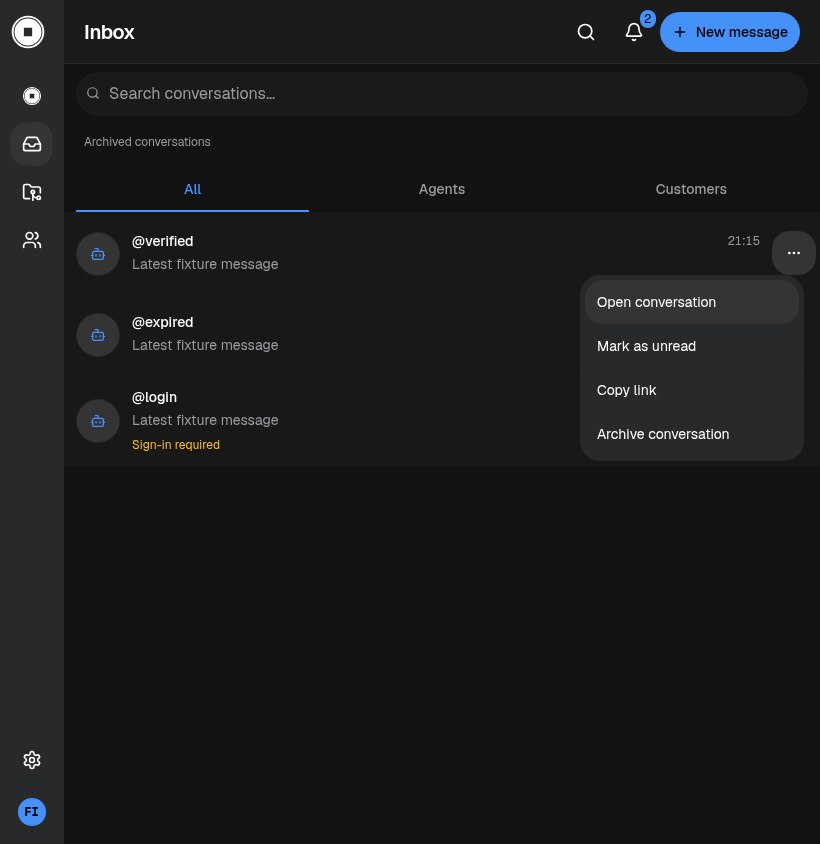 Inbox
2
New message
Search conversations...
Archived conversations
All
Agents
Customers
@verified
21:15
Latest fixture message
Open conversation
@expired
Mark as unread
Latest fixture message
Copy link
@login
Latest fixture message
Archive conversation
Sign-in required
FI